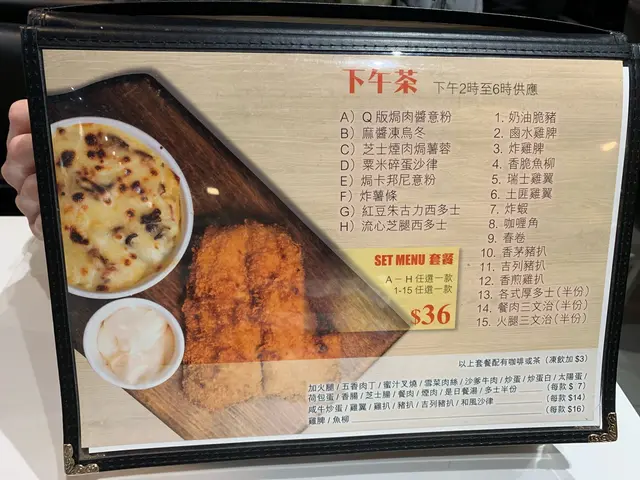 下午茶 下午2時至6時供應
A）Q版焗肉醬意粉
B）麻醬凍烏冬
C）芝士煙肉焗薯蓉
D）粟米碎蛋沙律
E）焗卡邦尼意粉
F）炸薯條
G）紅豆朱古力西多士
H）流心芝腿西多士
1. 奶油脆豬
2. 鹵水雞脾
3. 炸雞脾
4. 香脆魚柳
5. 瑞士雞翼
6. 土匪雞翼
7. 炸蝦
8. 咖喱角
9. 春卷
10. 香茅豬扒
11. 吉列豬扒
12. 香煎雞扒
13. 各式厚多士(半份)
14. 餐肉三文治(半份)
15. 火腿三文治(半份)
SET MENU 套餐
A－H 任選一款
1-15 任選一款
$36
以上套餐配有咖啡或茶 (凍飲加 $3)
加火腿 / 五香肉丁 / 蜜汁叉燒 / 雪菜肉絲 / 沙爹牛肉 / 炒蛋 / 炒蛋白 / 太陽蛋/
荷包蛋 / 香腸 / 芝士腸 / 餐肉 / 煙肉 / 是日餐湯 / 多士半份 (每款 $ 7)
咸牛炒蛋 / 雞翼 / 雞扒 / 豬扒 / 吉列豬扒 / 和風沙律 (每款 $14)
雞脾 / 魚柳 (每款 $16)